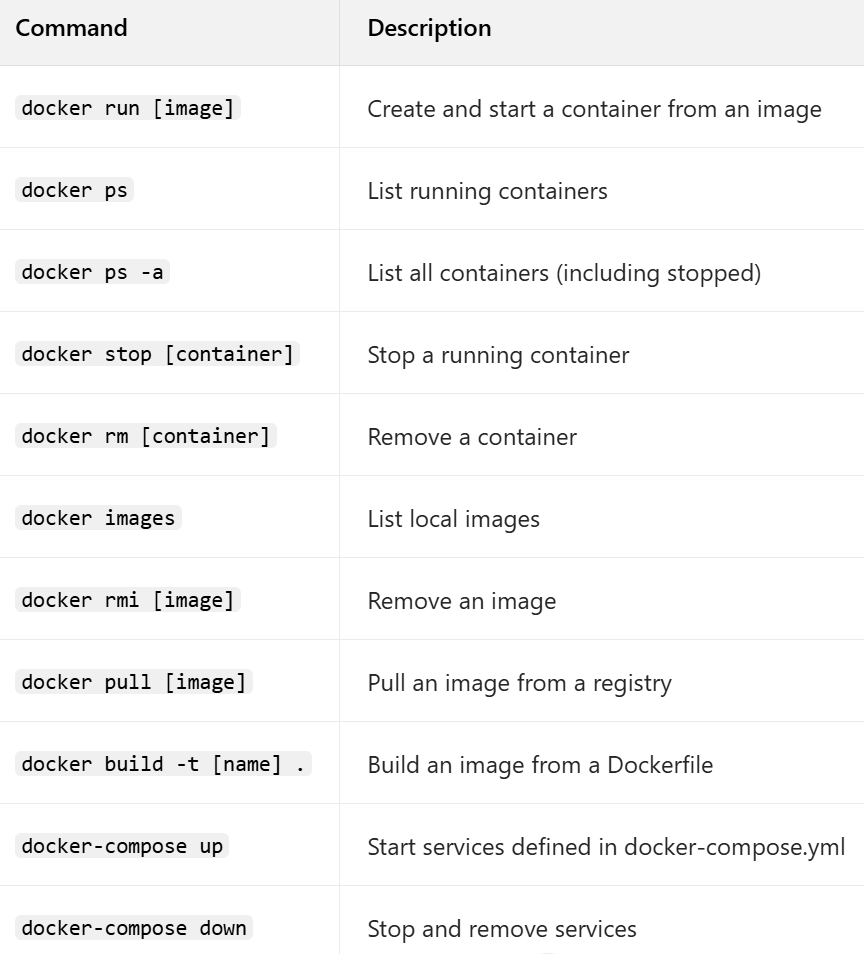 Command Description
docker run [image] Create and start a container from an image
docker ps List running containers
docker ps -a List all containers (including stopped)
docker stop [container] Stop a running container
docker rm [container] Remove a container
docker images List local images
docker rmi [image] Remove an image
docker pull [image] Pull an image from a registry
docker build -t [name] . Build an image from a Dockerfile
docker-compose up Start services defined in docker-compose.yml
docker-compose down Stop and remove services